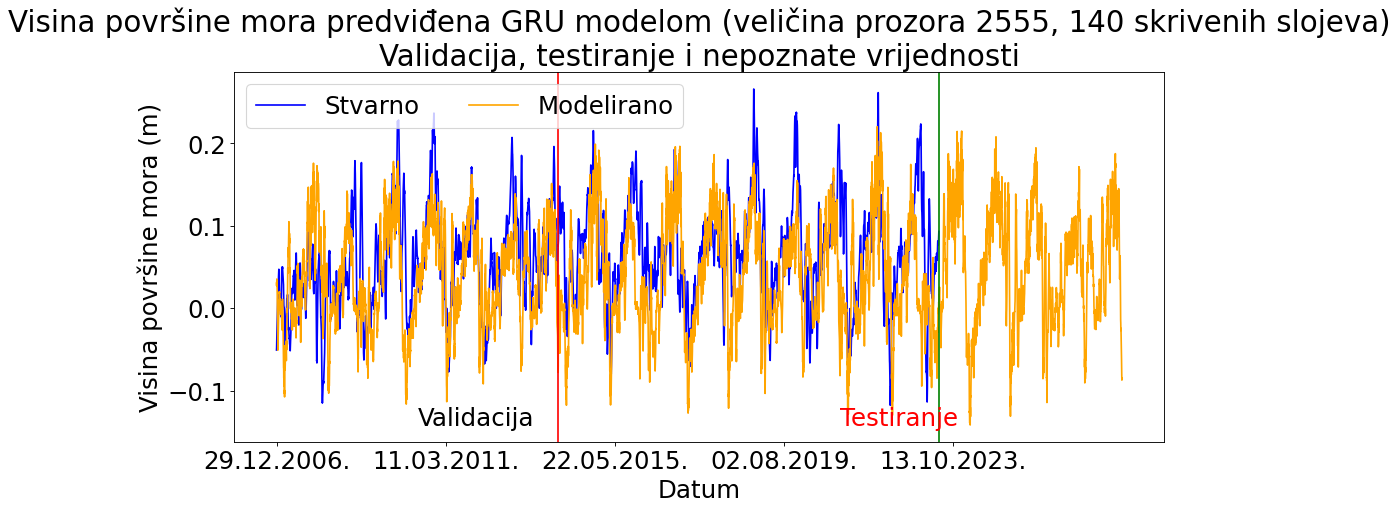 Visina površine mora predviđena GRU modelom (veličina prozora 2555, 140 skrivenih slojeva)
Validacija, testiranje i nepoznate vrijednosti
Stvarno Modelirano
Visina površine mora (m)
0.2
0.1
0.0
−0.1
Validacija Testiranje
29.12.2006. 11.03.2011. 22.05.2015. 02.08.2019. 13.10.2023.
Datum